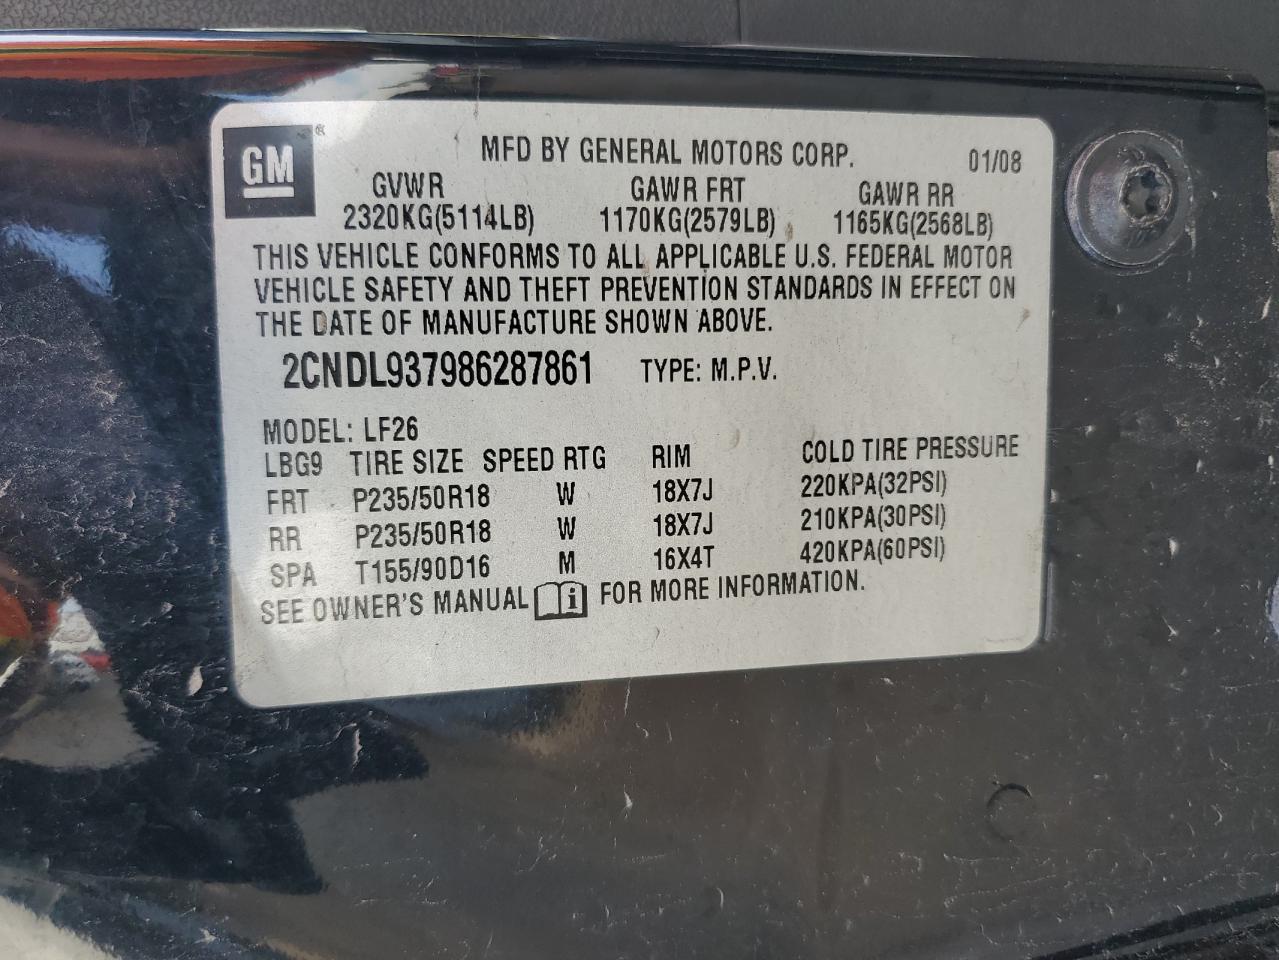 GM ®
MFD BY GENERAL MOTORS CORP. 01/08
GVWR GAWR FRT GAWR RR
2320KG(5114LB) 1170KG(2579LB) 1165KG(2568LB)
THIS VEHICLE CONFORMS TO ALL APPLICABLE U.S. FEDERAL MOTOR
VEHICLE SAFETY AND THEFT PREVENTION STANDARDS IN EFFECT ON
THE DATE OF MANUFACTURE SHOWN ABOVE.
2CNDL937986287861 TYPE: M.P.V.
MODEL: LF26
LBG9 TIRE SIZE SPEED RTG RIM COLD TIRE PRESSURE
FRT P235/50R18 W 18X7J 220KPA(32PSI)
RR P235/50R18 W 18X7J 210KPA(30PSI)
SPA T155/90D16 M 16X4T 420KPA(60PSI)
SEE OWNER'S MANUAL i FOR MORE INFORMATION.